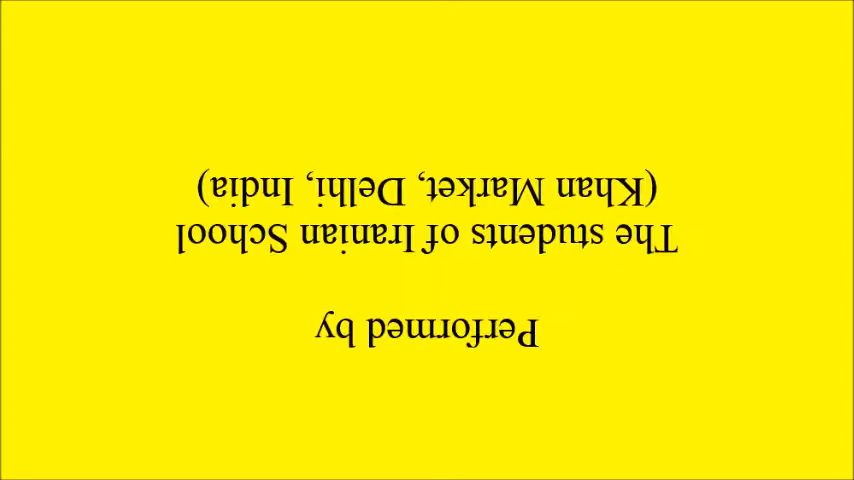 Performed by
The students of Iranian School
(Khan Market, Delhi, India)